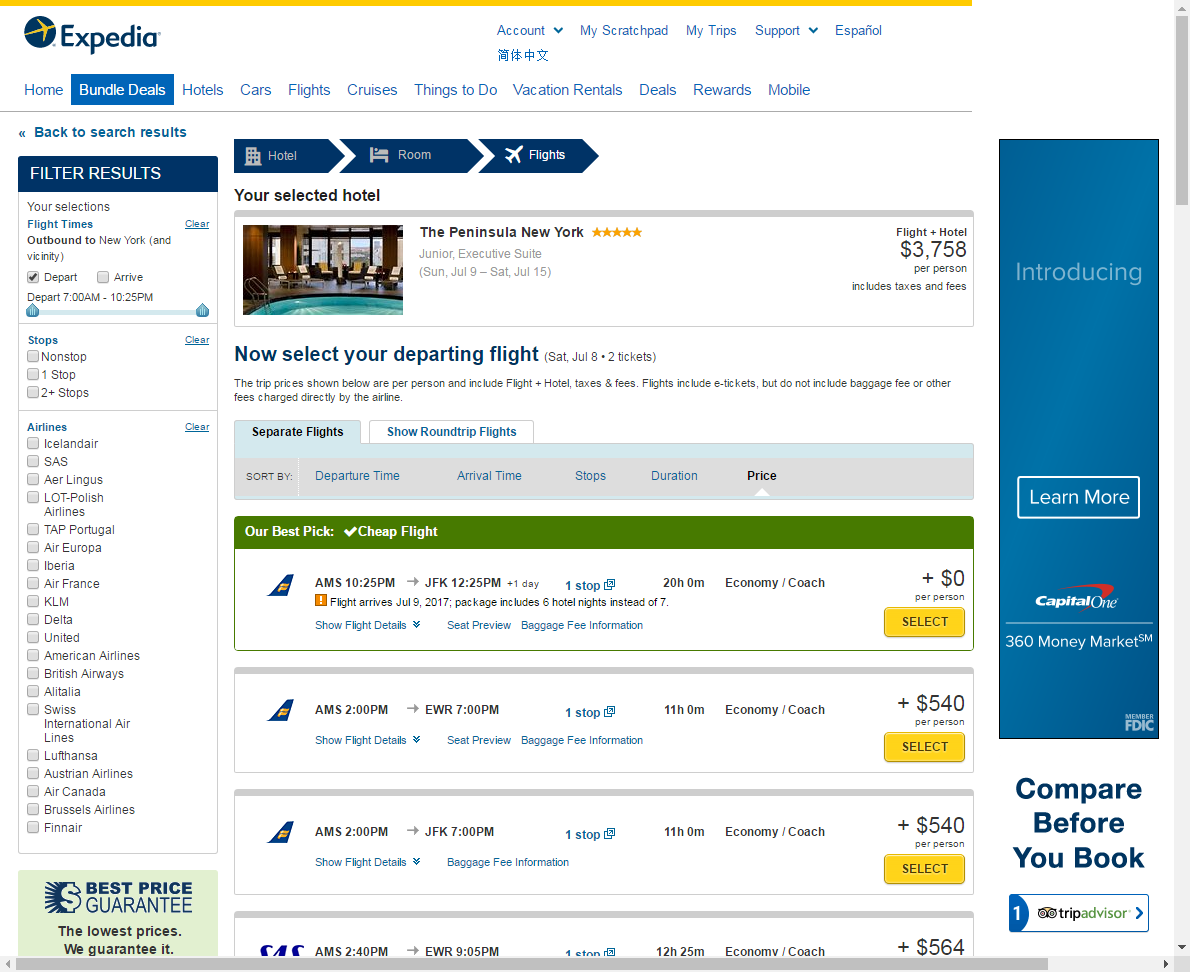 Expedia
Account
My Scratchpad
My Trips
Support
Español
简体中文
Home
Bundle Deals
Hotels
Cars
Flights
Cruises
Things to Do
Vacation Rentals
Deals
Rewards
Mobile
« Back to search results
FILTER RESULTS
Your selections
Flight Times Clear
Outbound to New York (and
vicinity)
Depart Arrive
Depart 7:00AM - 10:25PM
Stops Clear
Nonstop
1 Stop
2+ Stops
Airlines Clear
Icelandair
SAS
Aer Lingus
LOT-Polish
Airlines
TAP Portugal
Air Europa
Iberia
Air France
KLM
Delta
United
American Airlines
British Airways
Alitalia
Swiss
International Air
Lines
Lufthansa
Austrian Airlines
Air Canada
Brussels Airlines
Finnair
BEST PRICE
GUARANTEE
The lowest prices.
We guarantee it.
Hotel
Room
Flights
Your selected hotel
The Peninsula New York
Junior, Executive Suite
(Sun, Jul 9 – Sat, Jul 15)
Flight + Hotel
$3,758
per person
includes taxes and fees
Now select your departing flight (Sat, Jul 8 • 2 tickets)
The trip prices shown below are per person and include Flight + Hotel, taxes & fees. Flights include e-tickets, but do not include baggage fee or other
fees charged directly by the airline.
Separate Flights
Show Roundtrip Flights
SORT BY: Departure Time Arrival Time Stops Duration Price
Our Best Pick: Cheap Flight
AMS 10:25PM → JFK 12:25PM +1 day 1 stop 20h 0m Economy / Coach + $0
per person
Flight arrives Jul 9, 2017; package includes 6 hotel nights instead of 7.
Show Flight Details Seat Preview Baggage Fee Information
SELECT
AMS 2:00PM → EWR 7:00PM 1 stop 11h 0m Economy / Coach + $540
per person
Show Flight Details Seat Preview Baggage Fee Information
SELECT
AMS 2:00PM → JFK 7:00PM 1 stop 11h 0m Economy / Coach + $540
per person
Show Flight Details Baggage Fee Information
SELECT
SAS AMS 2:40PM → EWR 9:05PM 1 stop 12h 25m Economy / Coach + $564
Introducing
Learn More
Capital One
360 Money Market℠
MEMBER
FDIC
Compare
Before
You Book
1 tripadvisor